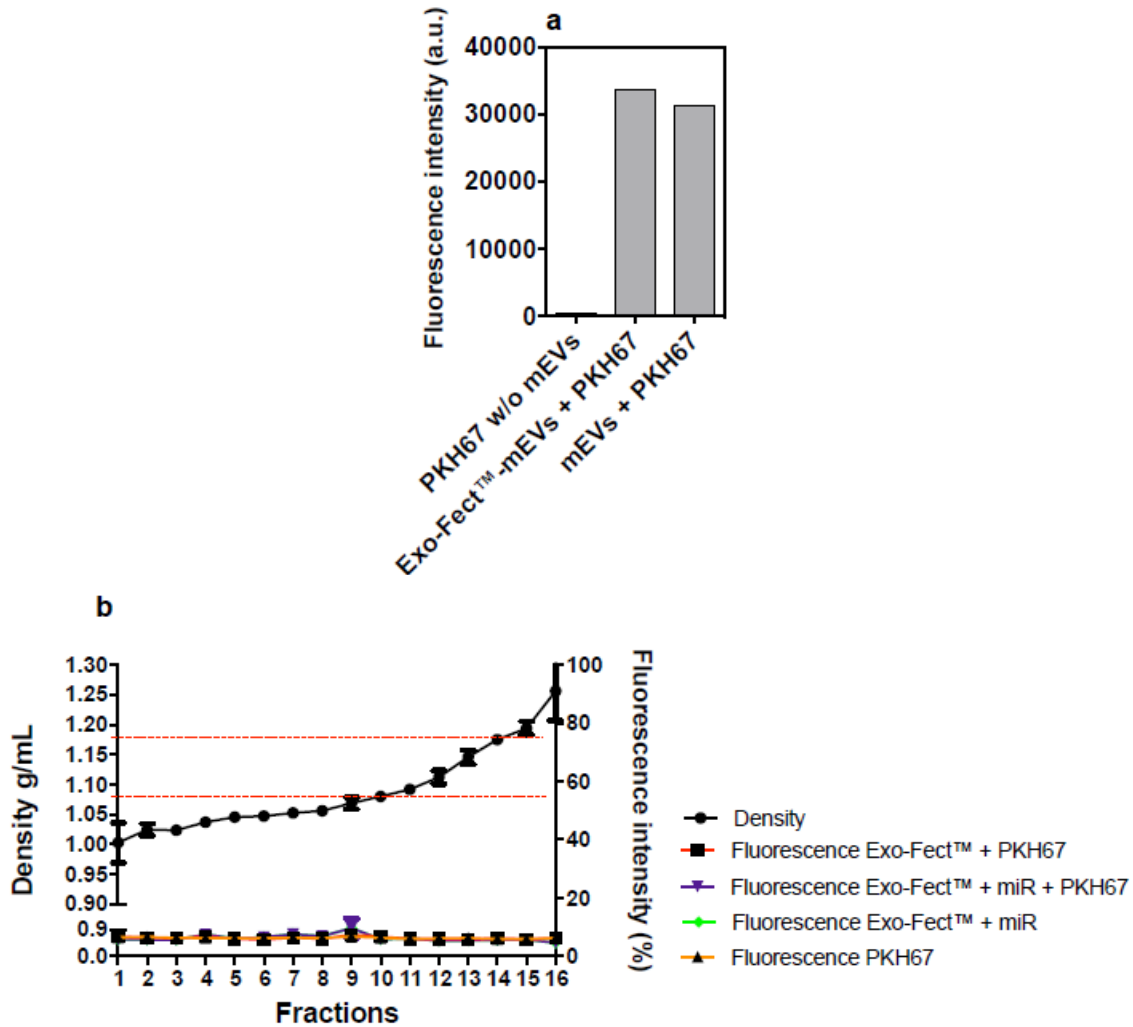 a
Fluorescence intensity (a.u.)
40000
30000
20000
10000
0
PKH67 w/o mEVs
Exo-Fect™-mEVs + PKH67
mEVs + PKH67
b
Density g/mL
1.30
1.25
1.20
1.15
1.10
1.05
1.00
0.95
0.90
0.9
0.0
100
80
60
40
20
0
Fluorescence intensity (%)
1 2 3 4 5 6 7 8 9 10 11 12 13 14 15 16
Fractions
Density
Fluorescence Exo-Fect™ + PKH67
Fluorescence Exo-Fect™ + miR + PKH67
Fluorescence Exo-Fect™ + miR
Fluorescence PKH67